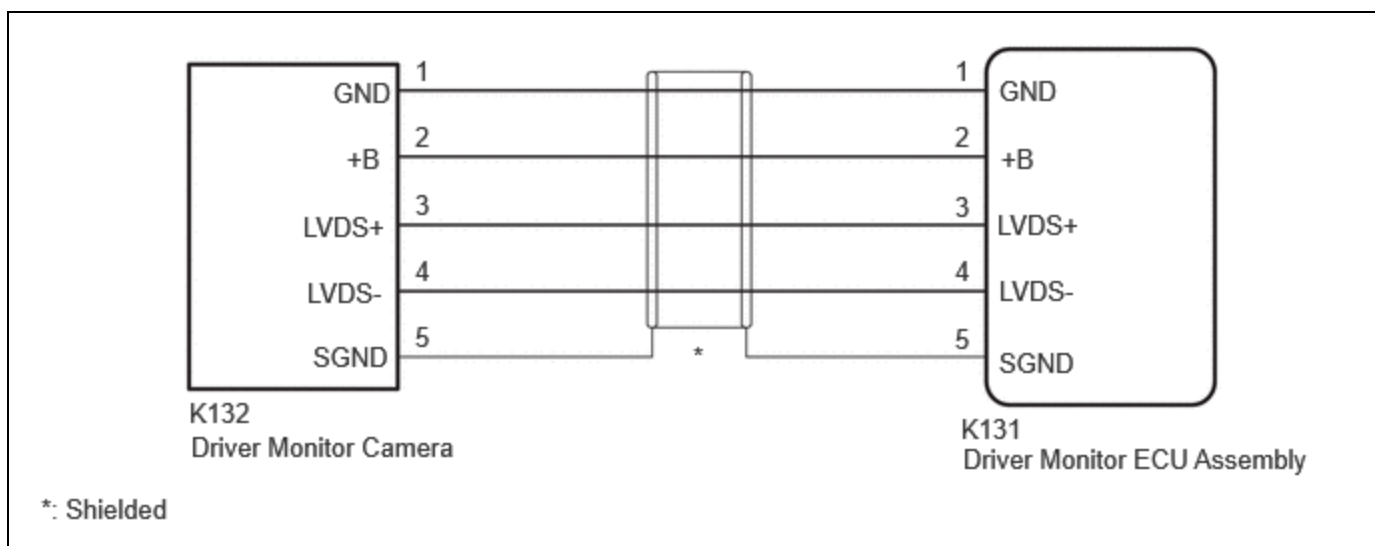 1 1
GND GND
2 2
+B +B
3 3
LVDS+ LVDS+
4 4
LVDS- LVDS-
5 5
SGND * SGND
K132
Driver Monitor Camera
K131
Driver Monitor ECU Assembly
*: Shielded